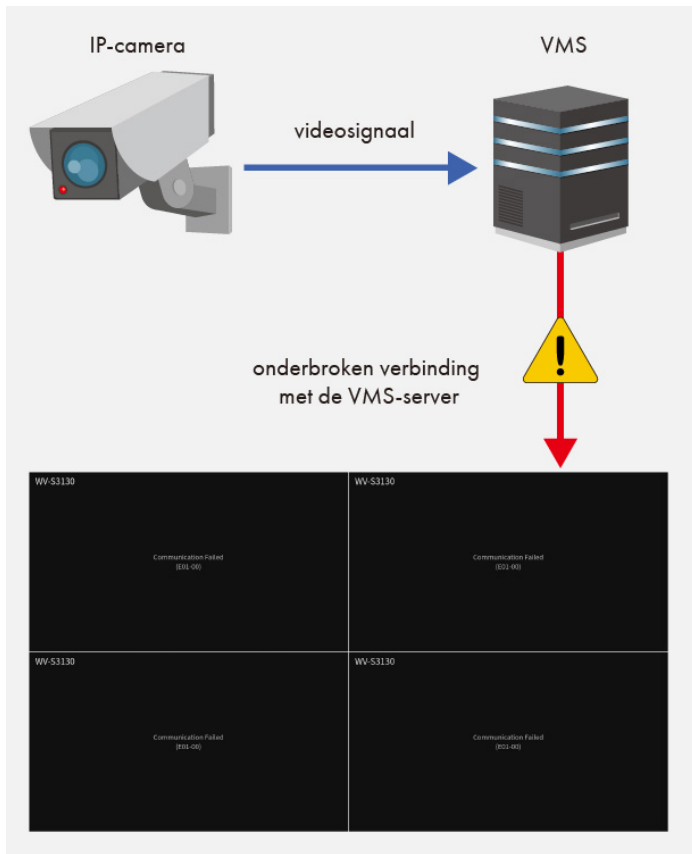 IP-camera
VMS
videosignaal
onderbroken verbinding
met de VMS-server
WV-S3130
WV-S3130
Communication Failed
(E01-00)
Communication Failed
(E01-00)
WV-S3130
WV-S3130
Communication Failed
(E01-00)
Communication Failed
(E01-00)